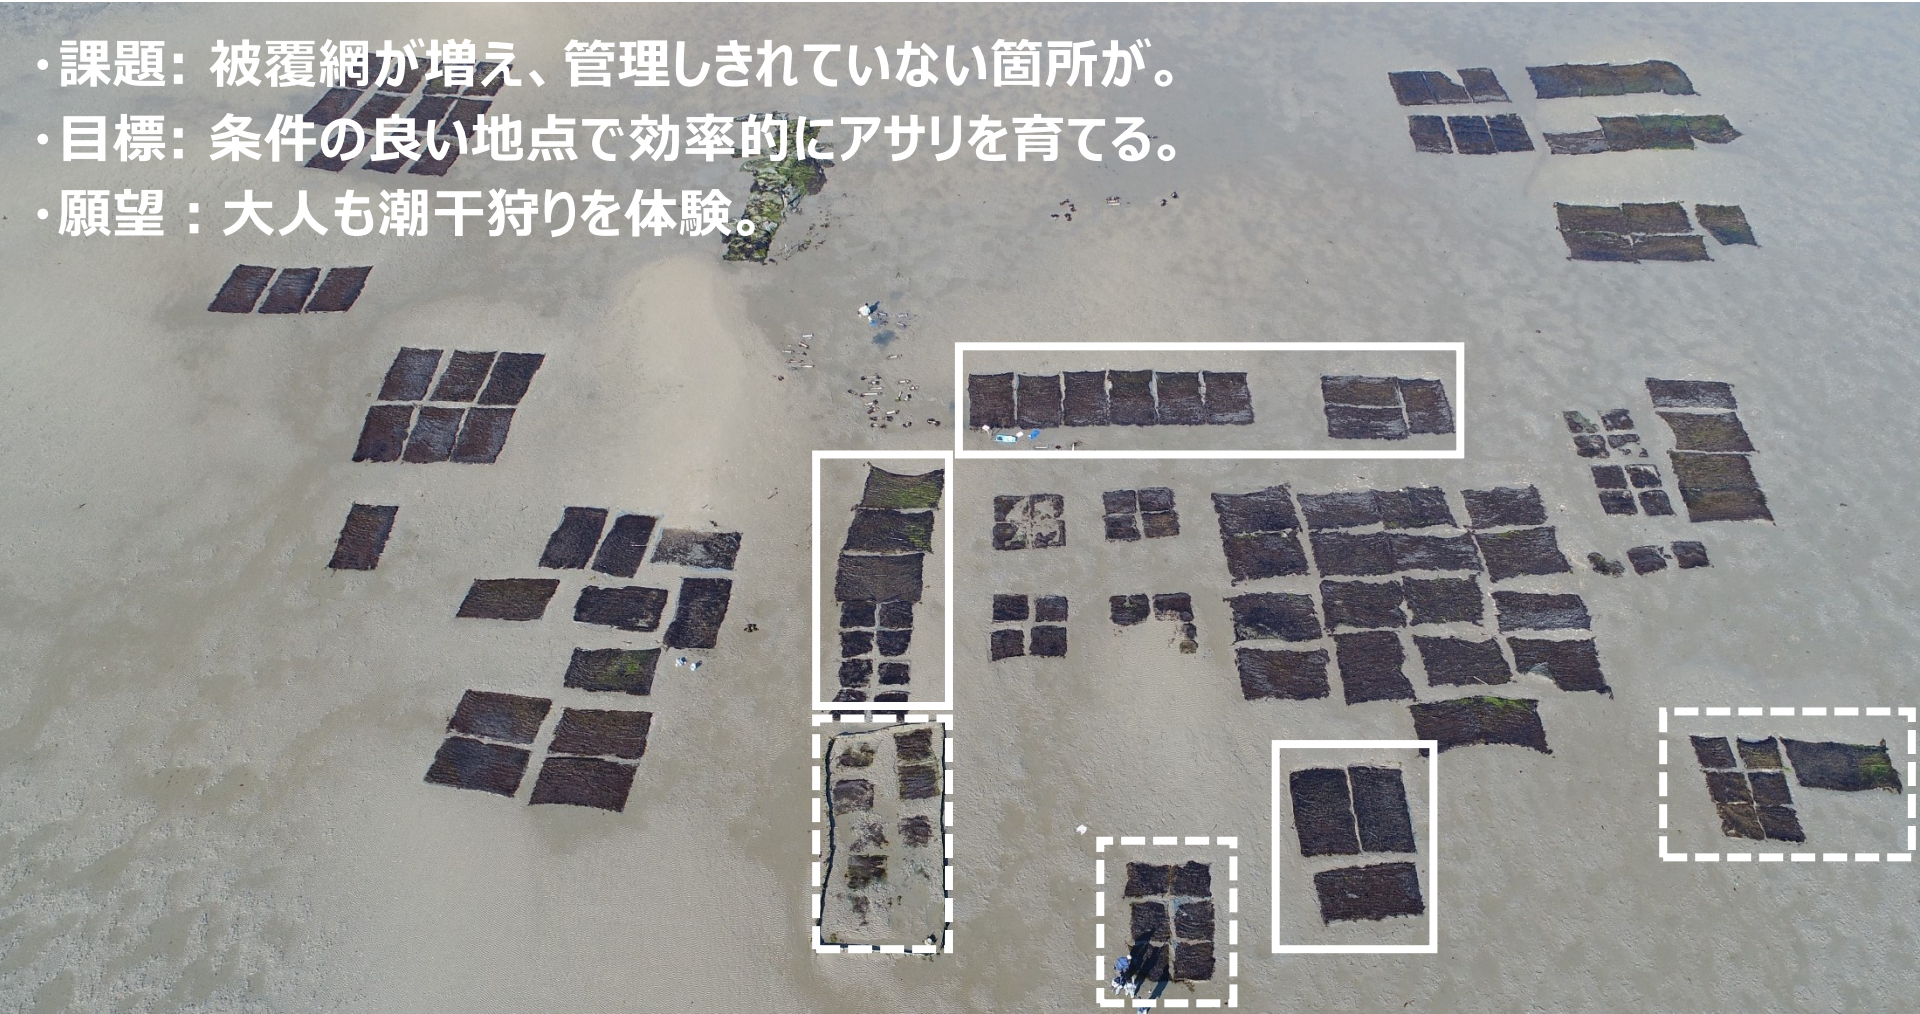 ・課題: 被覆網が増え、管理しきれていない箇所が。
・目標: 条件の良い地点で効率的にアサリを育てる。
・願望 : 大人も潮干狩りを体験。